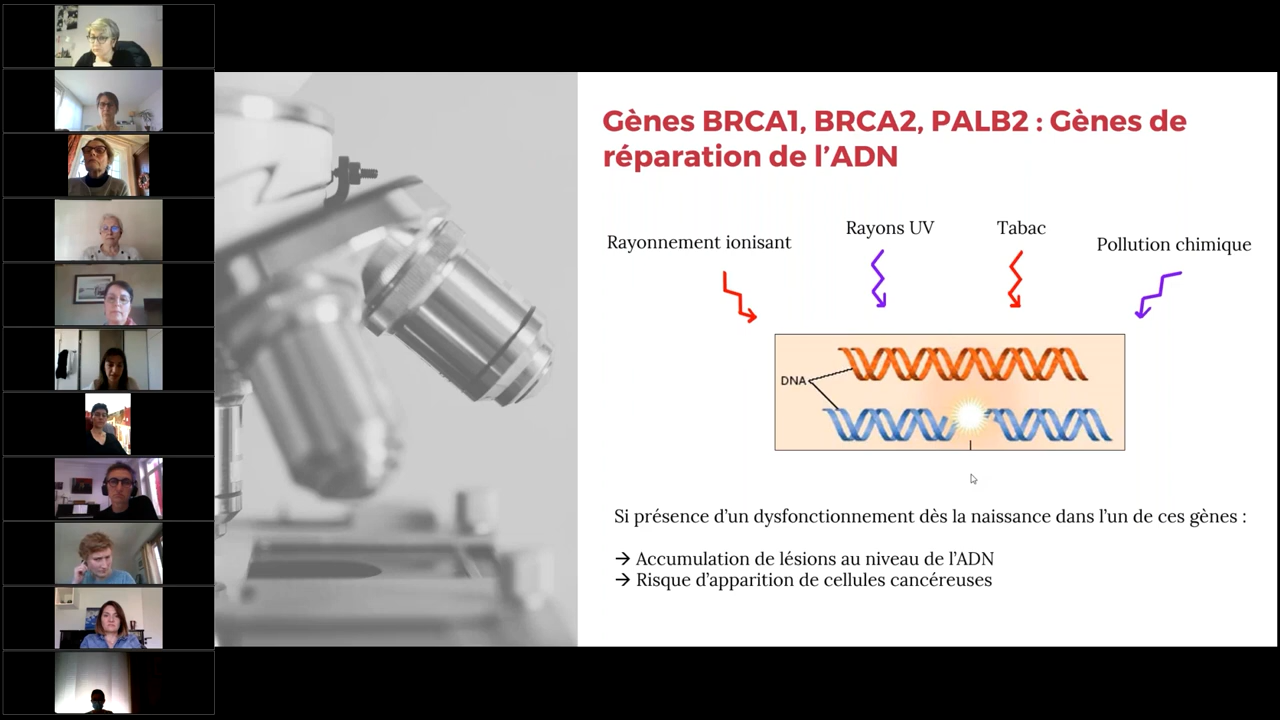 Gènes BRCA1, BRCA2, PALB2 : Gènes de
réparation de l’ADN
Rayonnement ionisant
Rayons UV
Tabac
Pollution chimique
DNA
Si présence d’un dysfonctionnement dès la naissance dans l’un de ces gènes :
→ Accumulation de lésions au niveau de l’ADN
→ Risque d’apparition de cellules cancéreuses